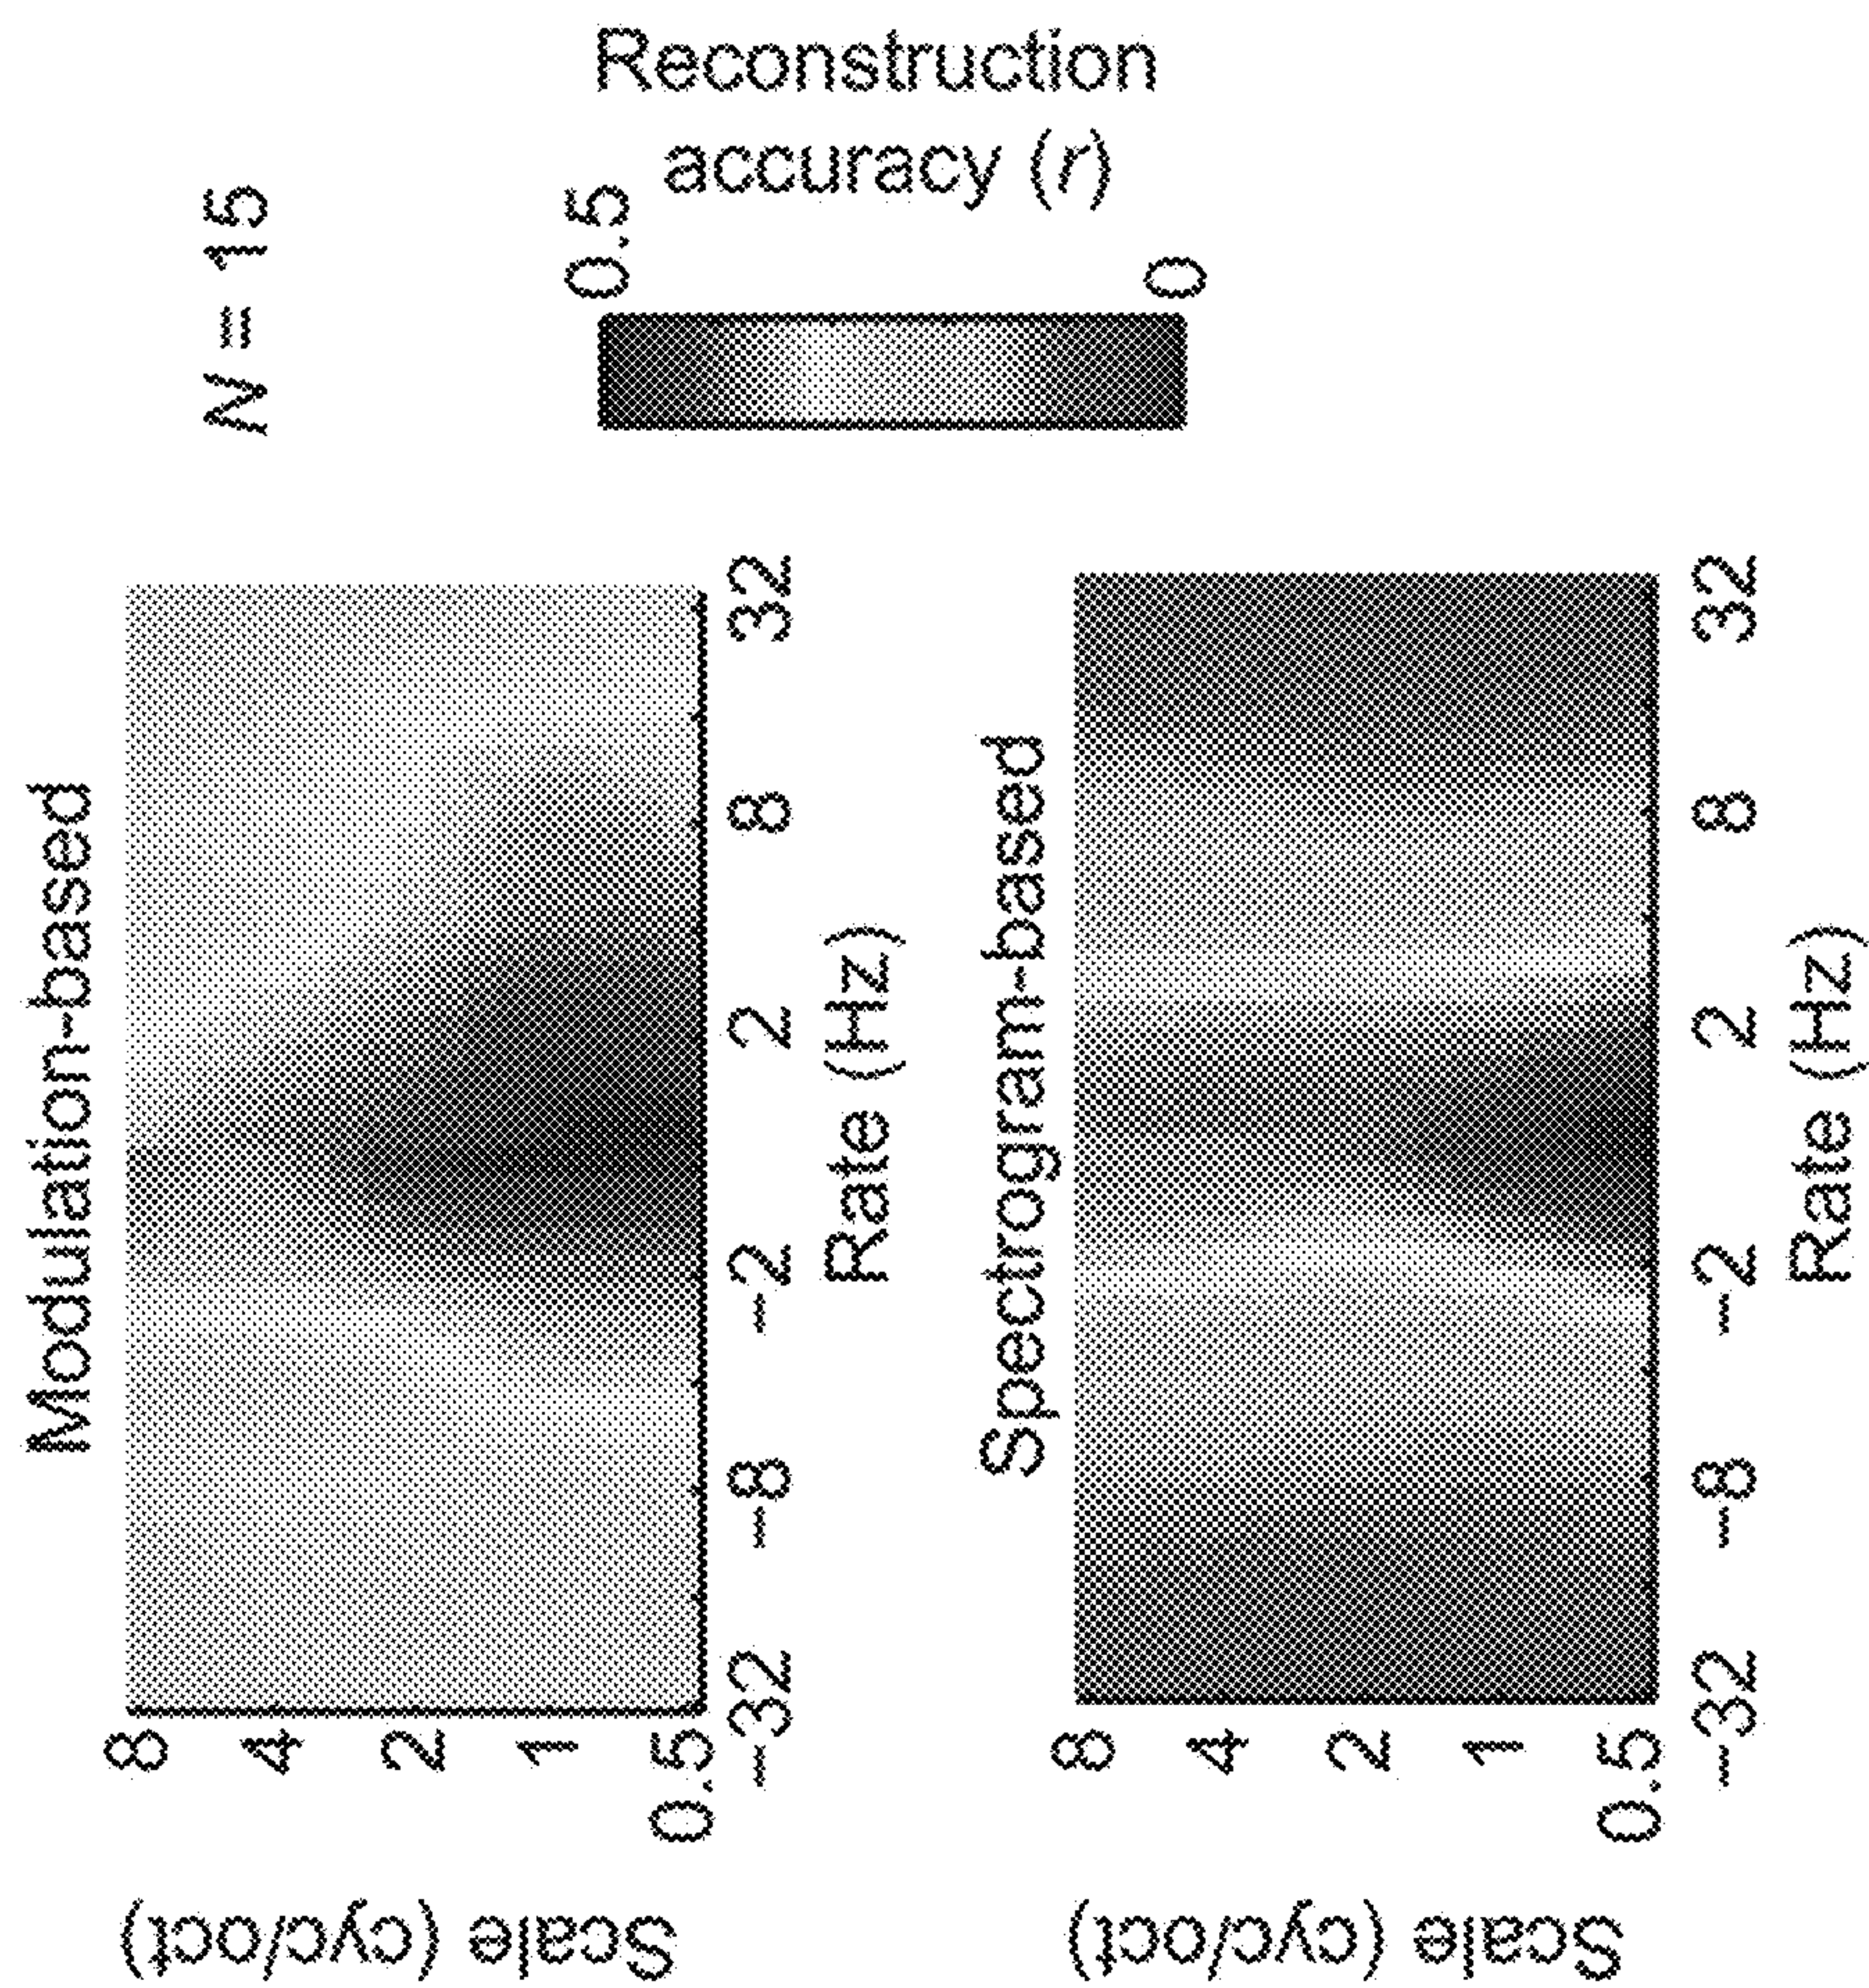 Modulation-based
Scale (cyc/oct)
8
4
2
1
0.5
−32
−8
−2
2
8
32
Rate (Hz)
N = 15
0.5
0
Reconstruction
accuracy (r)
Spectrogram-based
Scale (cyc/oct)
8
4
2
1
0.5
−32
−8
−2
2
8
32
Rate (Hz)